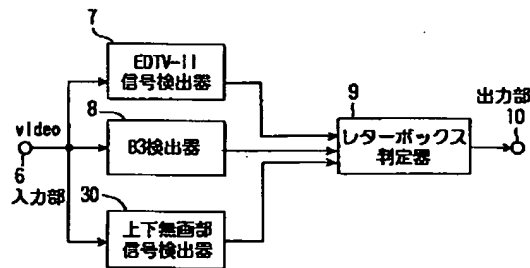 7
EDTV-II
信号検出器
8
B3検出器
video
6
入力部
30
上下無画部
信号検出器
9
レターボックス
判定器
出力部
10